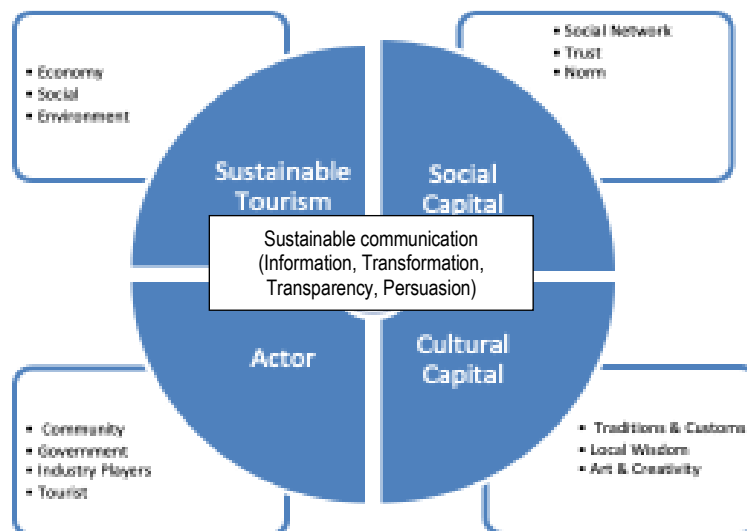 • Economy
• Social
• Environment
• Social Network
• Trust
• Norm
Sustainable
Tourism
Social
Capital
Sustainable communication
(Information, Transformation,
Transparency, Persuasion)
Actor
Cultural
Capital
• Community
• Government
• Industry Players
• Tourist
• Traditions & Customs
• Local Wisdom
• Art & Creativity